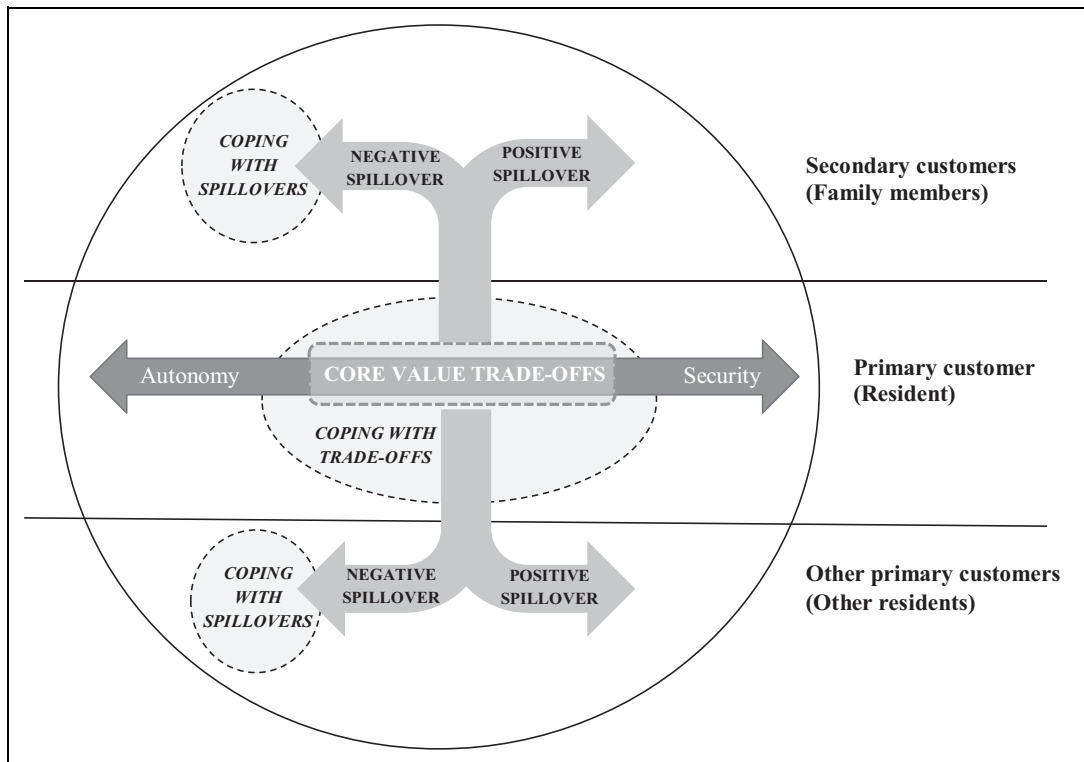 COPING
WITH
SPILLOVERS
NEGATIVE
SPILLOVER
POSITIVE
SPILLOVER
Secondary customers
(Family members)
Autonomy
CORE VALUE TRADE-OFFS
Security
Primary customer
(Resident)
COPING WITH
TRADE-OFFS
COPING
WITH
SPILLOVERS
NEGATIVE
SPILLOVER
POSITIVE
SPILLOVER
Other primary customers
(Other residents)